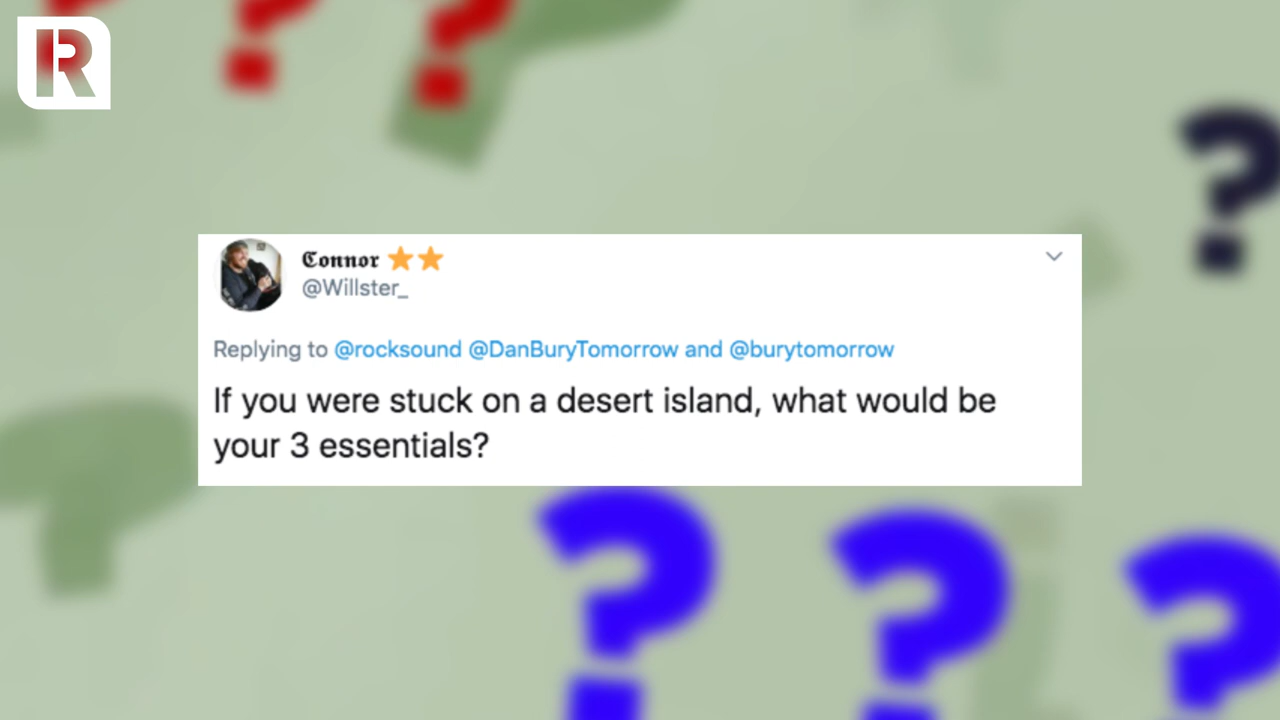 R
? ? ?
Connor ⭐⭐
@Willster_
Replying to @rocksound @DanBuryTomorrow and @burytomorrow
If you were stuck on a desert island, what would be
your 3 essentials?
? ? ?